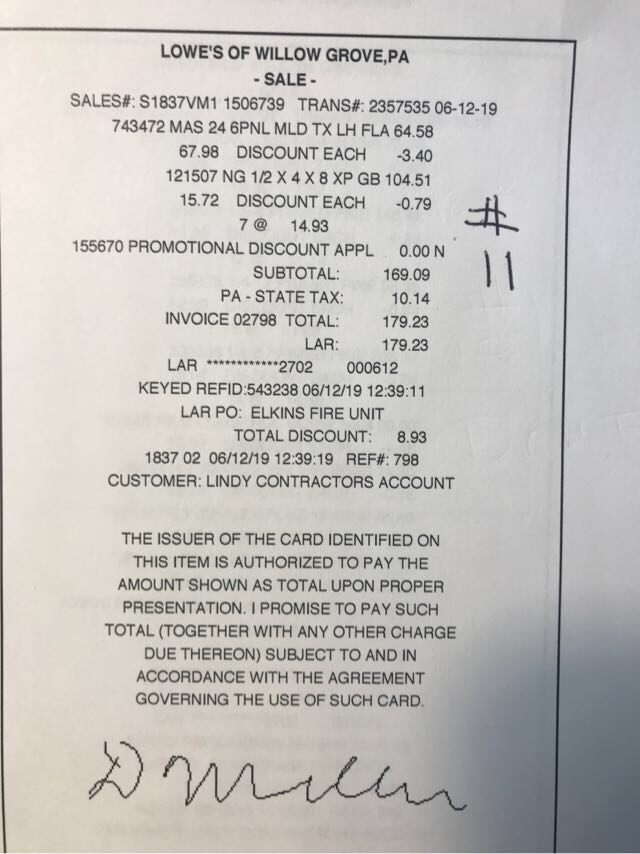 LOWE'S OF WILLOW GROVE,PA
- SALE -
SALES#: S1837VM1 1506739 TRANS#: 2357535 06-12-19
743472 MAS 24 6PNL MLD TX LH FLA 64.58
67.98 DISCOUNT EACH -3.40
121507 NG 1/2 X 4 X 8 XP GB 104.51
15.72 DISCOUNT EACH -0.79
7 @ 14.93
155670 PROMOTIONAL DISCOUNT APPL 0.00 N
SUBTOTAL: 169.09
PA - STATE TAX: 10.14
INVOICE 02798 TOTAL: 179.23
LAR: 179.23
LAR ************2702 000612
KEYED REFID:543238 06/12/19 12:39:11
LAR PO: ELKINS FIRE UNIT
TOTAL DISCOUNT: 8.93
1837 02 06/12/19 12:39:19 REF#: 798
CUSTOMER: LINDY CONTRACTORS ACCOUNT
THE ISSUER OF THE CARD IDENTIFIED ON
THIS ITEM IS AUTHORIZED TO PAY THE
AMOUNT SHOWN AS TOTAL UPON PROPER
PRESENTATION. I PROMISE TO PAY SUCH
TOTAL (TOGETHER WITH ANY OTHER CHARGE
DUE THEREON) SUBJECT TO AND IN
ACCORDANCE WITH THE AGREEMENT
GOVERNING THE USE OF SUCH CARD.
D Miller
#
11